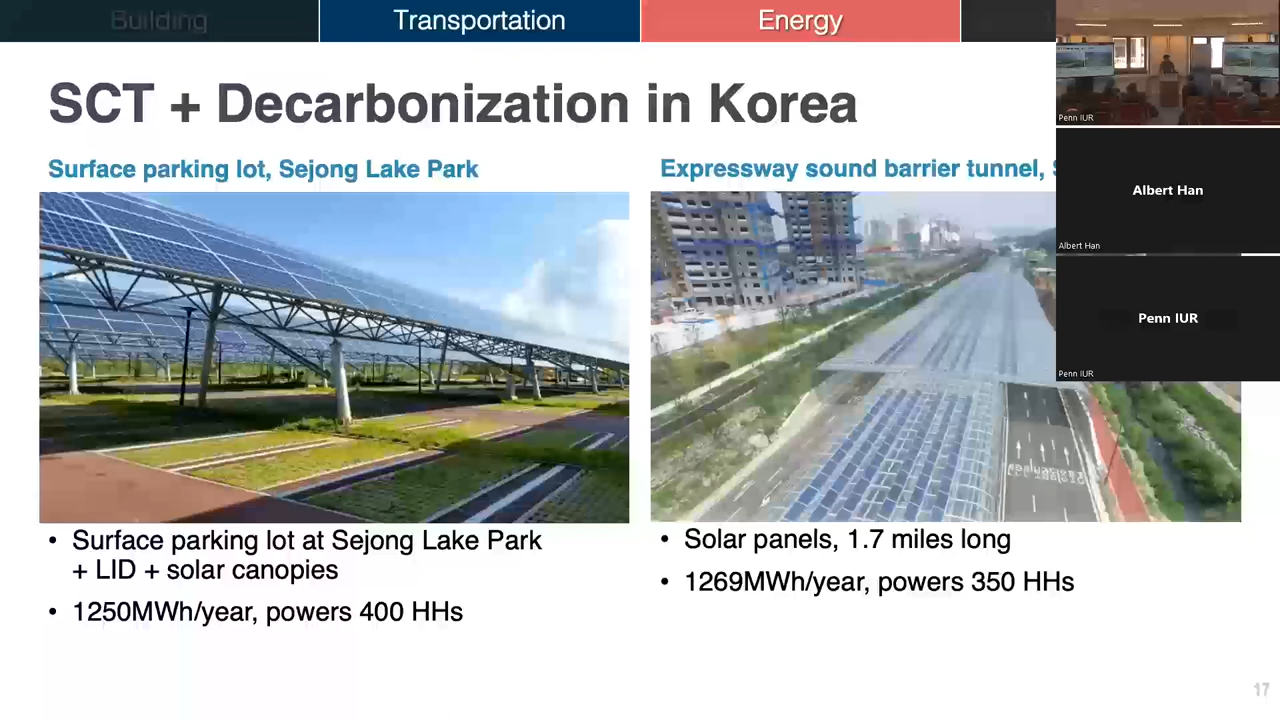 Building
Transportation
Energy
SCT + Decarbonization in Korea
Surface parking lot, Sejong Lake Park
Expressway sound barrier tunnel,
• Surface parking lot at Sejong Lake Park
+ LID + solar canopies
• 1250MWh/year, powers 400 HHs
• Solar panels, 1.7 miles long
• 1269MWh/year, powers 350 HHs
Penn IUR
Albert Han
Albert Han
Penn IUR
Penn IUR
17